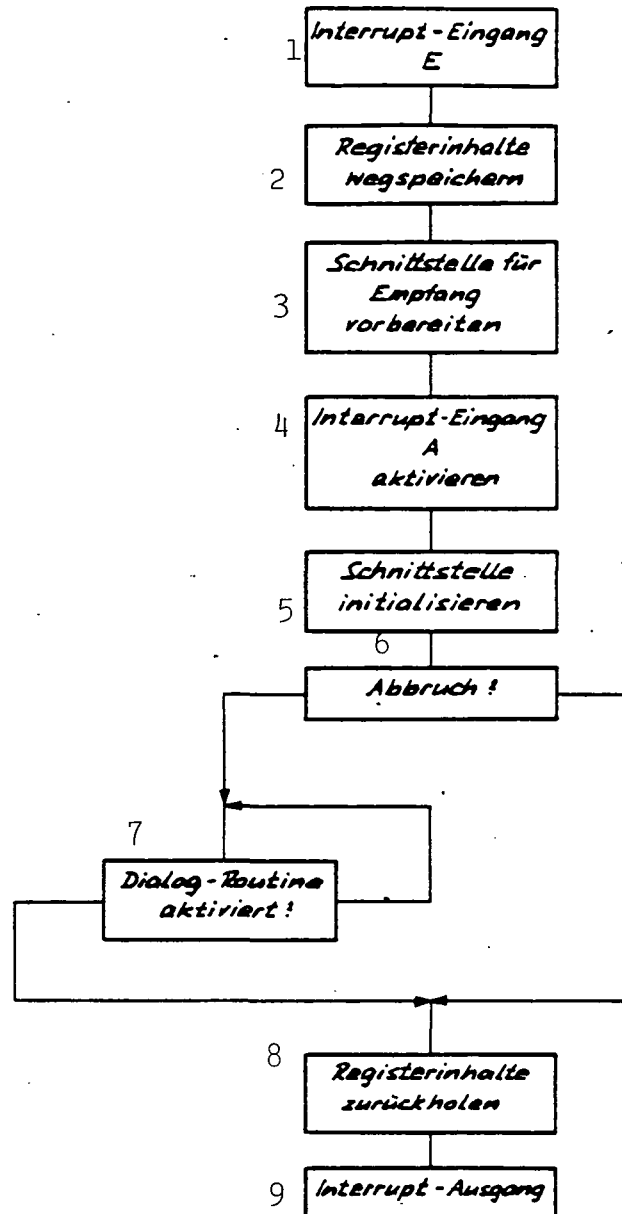 1
Interrupt-Eingang
E
2
Registerinhalte
wegspeichern
3
Schnittstelle für
Empfang
vorbereiten
4
Interrupt-Eingang
A
aktivieren
5
Schnittstelle
initialisieren
6
Abbruch?
7
Dialog-Routine
aktiviert?
8
Registerinhalte
zurückholen
9
Interrupt-Ausgang